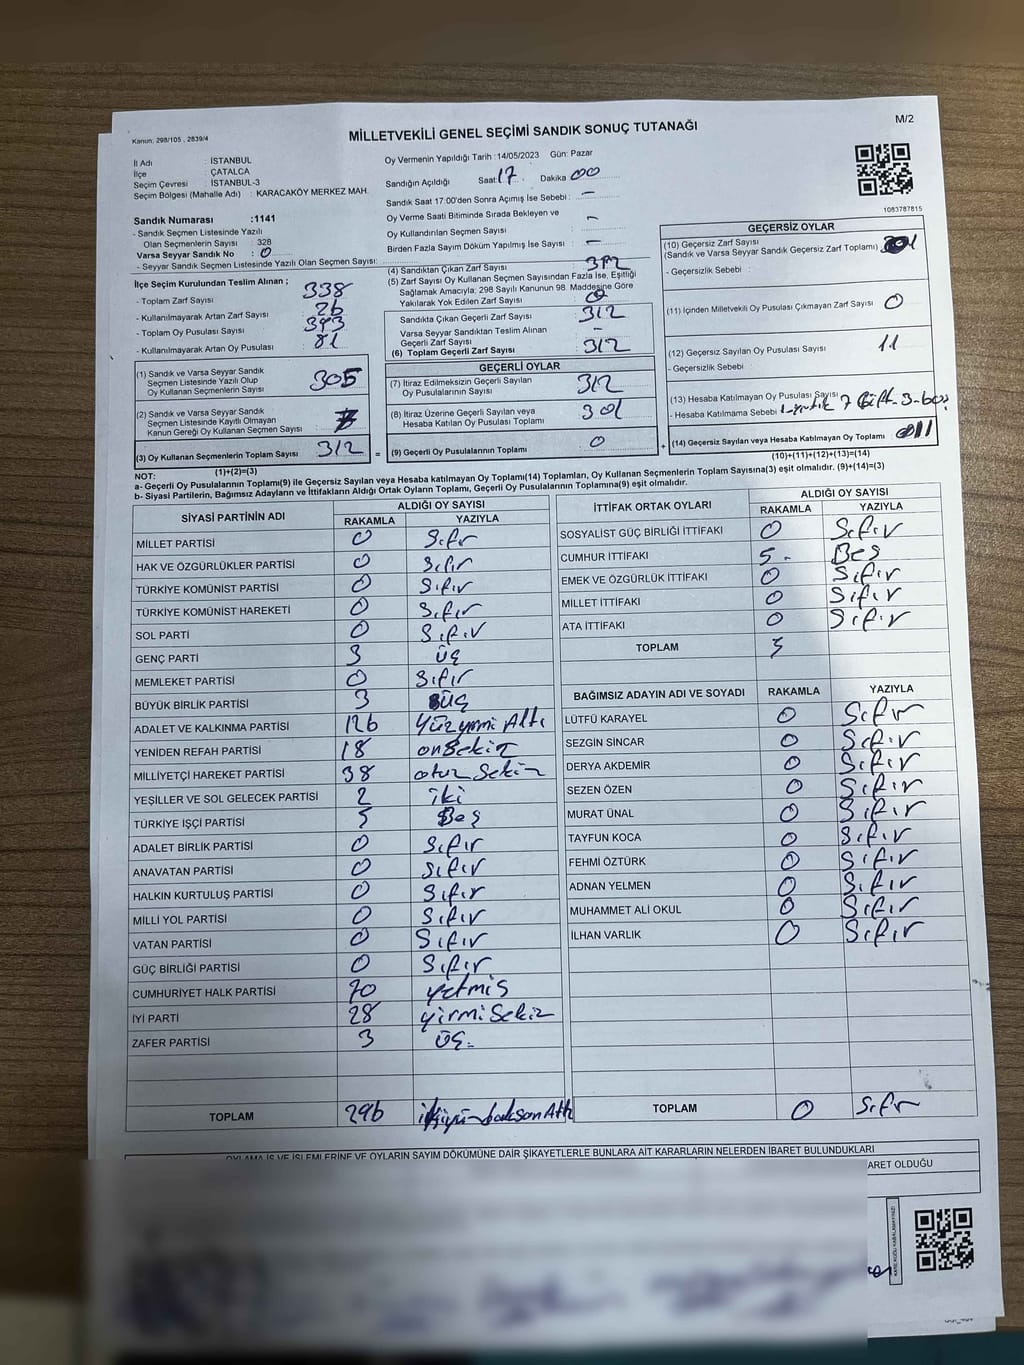 Kanun: 298/105 , 2839/4
MİLLETVEKİLİ GENEL SEÇİMİ SANDIK SONUÇ TUTANAĞI
M/2
İl Adı : İSTANBUL
İlçe : ÇATALCA
Seçim Çevresi : İSTANBUL-3
Seçim Bölgesi (Mahalle Adı) : KARACAKÖY MERKEZ MAH.
Oy Vermenin Yapıldığı Tarih :14/05/2023 Gün: Pazar
Sandığın Açıldığı Saat: 17 Dakika 00
Sandık Saat 17:00'den Sonra Açımış İse Sebebi : -
Oy Verme Saati Bitiminde Sırada Bekleyen ve
Oy Kullandırılan Seçmen Sayısı : -
Birden Fazla Sayım Döküm Yapılmış İse Sayısı : -
1083787815
Sandık Numarası :1141
- Sandık Seçmen Listesinde Yazılı
Olan Seçmenlerin Sayısı : 328
Varsa Seyyar Sandık No : 0
- Seyyar Sandık Seçmen Listesinde Yazılı Olan Seçmen Sayısı:
İlçe Seçim Kurulundan Teslim Alınan ;
- Toplam Zarf Sayısı 338
- Kullanılmayarak Artan Zarf Sayısı : 26
- Toplam Oy Pusulası Sayısı : 393
- Kullanılmayarak Artan Oy Pusulası : 81
(1) Sandık ve Varsa Seyyar Sandık
Seçmen Listesinde Yazılı Olup
Oy Kullanan Seçmenlerin Sayısı : 305
(2) Sandık ve Varsa Seyyar Sandık
Seçmen Listesinde Kayıtlı Olmayan
Kanun Gereği Oy Kullanan Seçmen Sayısı : 7
(3) Oy Kullanan Seçmenlerin Toplam Sayısı 312 =
(1)+(2)=(3)
(4) Sandıktan Çıkan Zarf Sayısı : 312
(5) Zarf Sayısı Oy Kullanan Seçmen Sayısından Fazla İse, Eşitliği
Sağlamak Amacıyla; 298 Sayılı Kanunun 98. Maddesine Göre
Yakılarak Yok Edilen Zarf Sayısı : 0
Sandıkta Çıkan Geçerli Zarf Sayısı : 312
Varsa Seyyar Sandıktan Teslim Alınan
Geçerli Zarf Sayısı : -
(6) Toplam Geçerli Zarf Sayısı : 312
GEÇERLİ OYLAR
(7) İtiraz Edilmeksizin Geçerli Sayılan
Oy Pusulalarının Sayısı : 312
(8) İtiraz Üzerine Geçerli Sayılan veya
Hesaba Katılan Oy Pusulası Toplamı : 301
(9) Geçerli Oy Pusulalarının Toplamı : 0 +
GEÇERSİZ OYLAR
(10) Geçersiz Zarf Sayısı
(Sandık ve Varsa Seyyar Sandık Geçersiz Zarf Toplamı) :
- Geçersizlik Sebebi :
(11) İçinden Milletvekili Oy Pusulası Çıkmayan Zarf Sayısı : 0
(12) Geçersiz Sayılan Oy Pusulası Sayısı : 11
- Geçersizlik Sebebi
(13) Hesaba Katılmayan Oy Pusulası Sayısı :
- Hesaba Katılmama Sebebi : 1-yırtık 7 Çift-3-boş
(14) Geçersiz Sayılan veya Hesaba Katılmayan Oy Toplamı : 011
(10)+(11)+(12)+(13)=(14)
NOT:
a- Geçerli Oy Pusulalarının Toplamı(9) ile Geçersiz Sayılan veya Hesaba katılmayan Oy Toplamı(14) Toplamları, Oy Kullanan Seçmenlerin Toplam Sayısına(3) eşit olmalıdır. (9)+(14)=(3)
b- Siyasi Partilerin, Bağımsız Adayların ve İttifakların Aldığı Ortak Oyların Toplamı, Geçerli Oy Pusulalarının Toplamına(9) eşit olmalıdır.
SİYASİ PARTİNİN ADI ALDIĞI OY SAYISI
RAKAMLA YAZIYLA
MİLLET PARTİSİ 0 Sıfır
HAK VE ÖZGÜRLÜKLER PARTİSİ 0 Sıfır
TÜRKİYE KOMÜNİST PARTİSİ 0 Sıfır
TÜRKİYE KOMÜNİST HAREKETİ 0 Sıfır
SOL PARTİ 0 Sıfır
GENÇ PARTİ 3 üç
MEMLEKET PARTİSİ 0 Sıfır
BÜYÜK BİRLİK PARTİSİ 3 üç
ADALET VE KALKINMA PARTİSİ 126 Yüzyirmi Altı
YENİDEN REFAH PARTİSİ 18 onSekiz
MİLLİYETÇİ HAREKET PARTİSİ 38 otuz Sekiz
YEŞİLLER VE SOL GELECEK PARTİSİ 2 iki
TÜRKİYE İŞÇİ PARTİSİ 5 Beş
ADALET BİRLİK PARTİSİ 0 Sıfır
ANAVATAN PARTİSİ 0 Sıfır
HALKIN KURTULUŞ PARTİSİ 0 Sıfır
MİLLİ YOL PARTİSİ 0 Sıfır
VATAN PARTİSİ 0 Sıfır
GÜÇ BİRLİĞİ PARTİSİ 0 Sıfır
CUMHURİYET HALK PARTİSİ 70 yetmiş
İYİ PARTİ 28 yirmiSekiz
ZAFER PARTİSİ 3 üç.
TOPLAM 296 ikiyüz doksanAltı
İTTİFAK ORTAK OYLARI ALDIĞI OY SAYISI
RAKAMLA YAZIYLA
SOSYALİST GÜÇ BİRLİĞİ İTTİFAKI 0 Sıfır
CUMHUR İTTİFAKI 5- Beş
EMEK VE ÖZGÜRLÜK İTTİFAKI 0 Sıfır
MİLLET İTTİFAKI 0 Sıfır
ATA İTTİFAKI 0 Sıfır
TOPLAM 5
BAĞIMSIZ ADAYIN ADI VE SOYADI RAKAMLA YAZIYLA
LÜTFÜ KARAYEL 0 Sıfır
SEZGİN SİNCAR 0 Sıfır
DERYA AKDEMİR 0 Sıfır
SEZEN ÖZEN 0 Sıfır
MURAT ÜNAL 0 Sıfır
TAYFUN KOCA 0 Sıfır
FEHMİ ÖZTÜRK 0 Sıfır
ADNAN YELMEN 0 Sıfır
MUHAMMET ALİ OKUL 0 Sıfır
İLHAN VARLIK 0 Sıfır
TOPLAM 0 Sıfır
OYLAMA İŞ VE İŞLEMLERİNE VE OYLARIN SAYIM DÖKÜMÜNE DAİR ŞİKAYETLERLE BUNLARA AİT KARARLARIN NELERDEN İBARET BULUNDUKLARI
BARET OLDUĞU